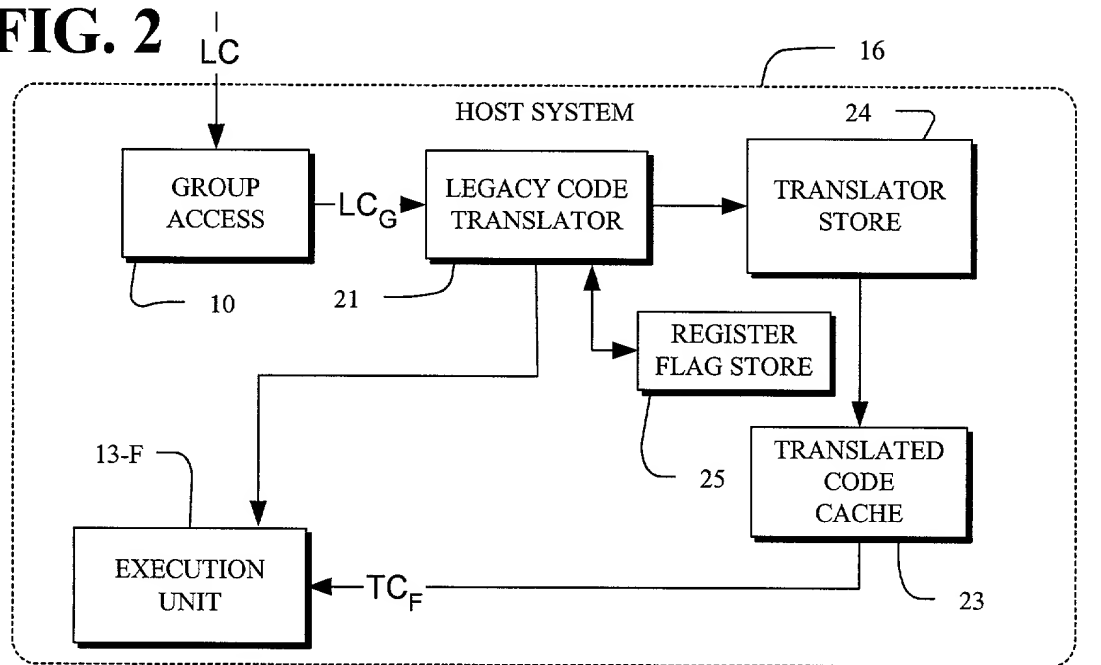 FIG. 2
LC
16
HOST SYSTEM
24
GROUP
ACCESS
LCG
LEGACY CODE
TRANSLATOR
TRANSLATOR
STORE
10
21
REGISTER
FLAG STORE
25
13-F
TRANSLATED
CODE
CACHE
EXECUTION
UNIT
TCF
23